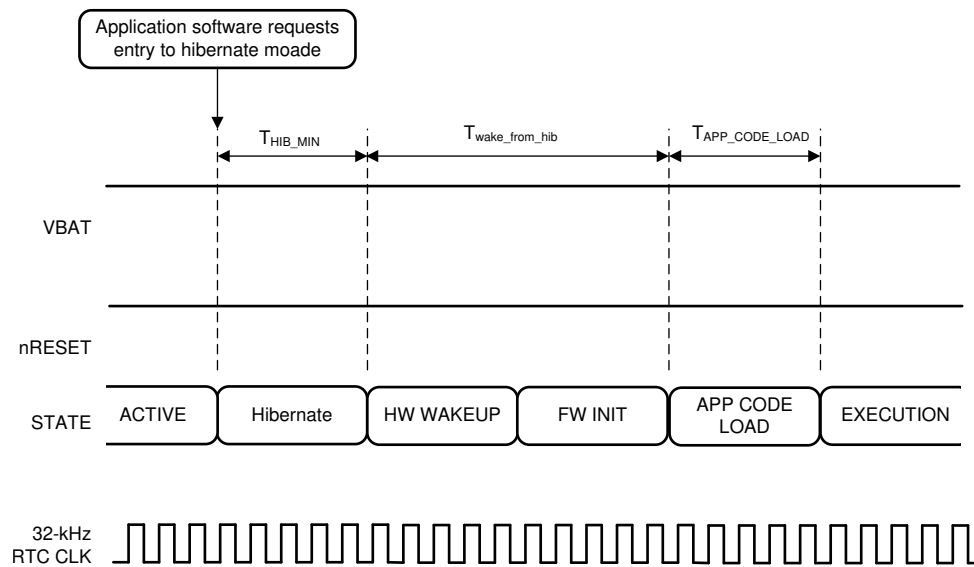 Application software requests
entry to hibernate moade
THIB_MIN
Twake_from_hib
TAPP_CODE_LOAD
VBAT
nRESET
STATE
ACTIVE
Hibernate
HW WAKEUP
FW INIT
APP CODE
LOAD
EXECUTION
32-kHz
RTC CLK